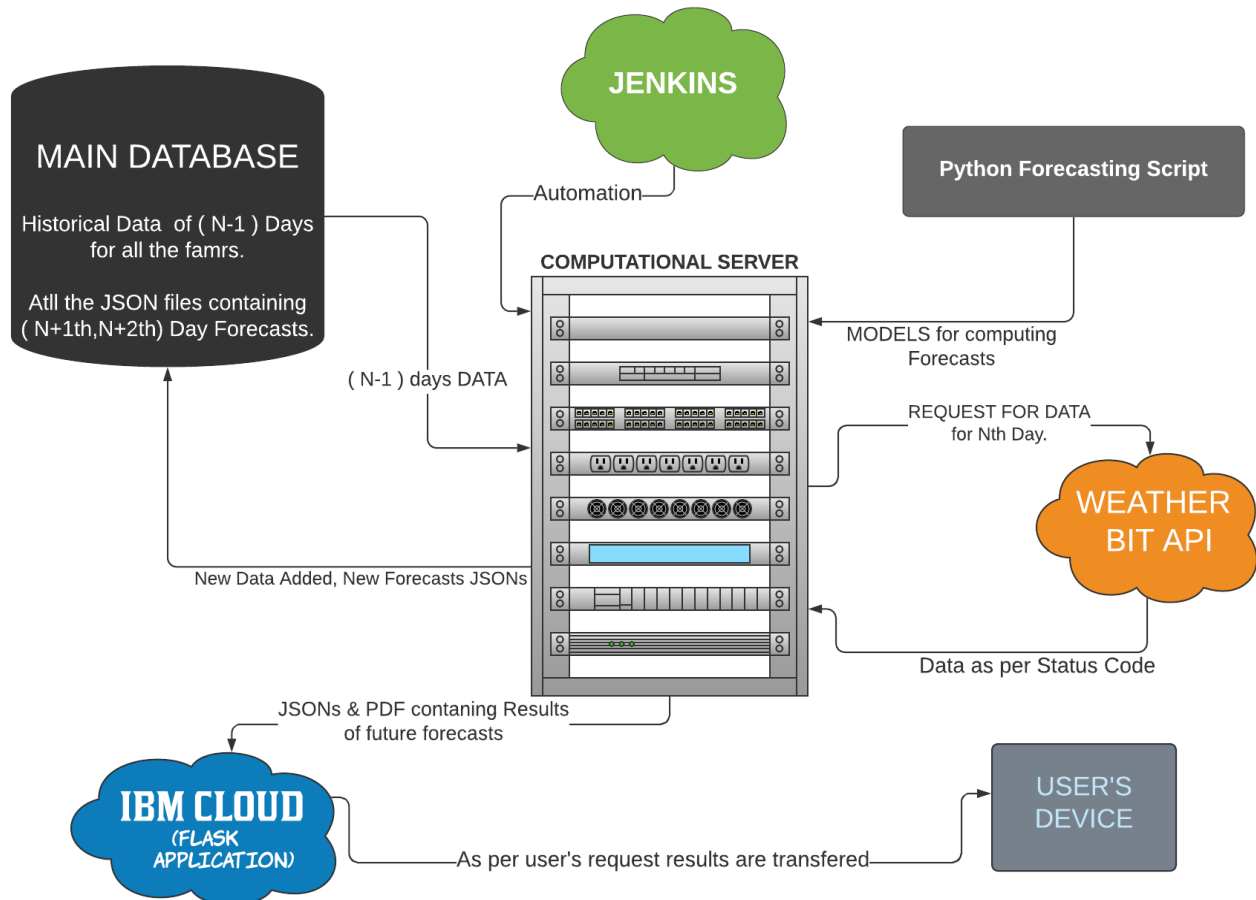 JENKINS
MAIN DATABASE
Historical Data of ( N-1 ) Days
for all the famrs.
Atll the JSON files containing
( N+1th,N+2th) Day Forecasts.
Automation
Python Forecasting Script
COMPUTATIONAL SERVER
MODELS for computing
Forecasts
( N-1 ) days DATA
REQUEST FOR DATA
for Nth Day.
WEATHER
BIT API
New Data Added, New Forecasts JSONs
Data as per Status Code
JSONs & PDF contaning Results
of future forecasts
IBM CLOUD
(FLASK
APPLICATION)
USER'S
DEVICE
As per user's request results are transfered